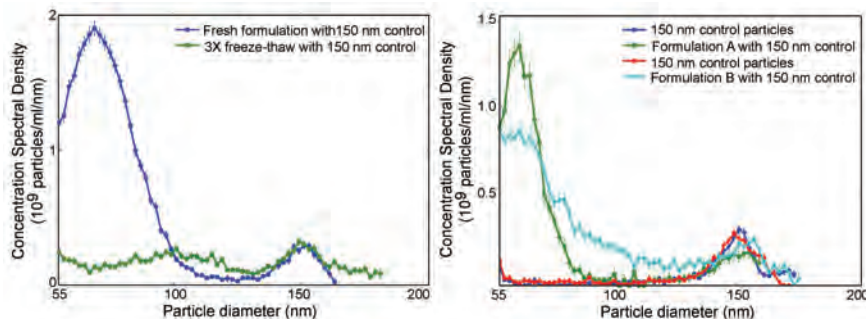 Concentration Spectral Density
(10⁹ particles/ml/nm)
2
1
0
Fresh formulation with150 nm control
3X freeze-thaw with 150 nm control
55
100
150
200
Particle diameter (nm)
Concentration Spectral Density
(10⁹ particles/ml/nm)
1.5
1.0
0.5
0
150 nm control particles
Formulation A with 150 nm control
150 nm control particles
Formulation B with 150 nm control
55
100
150
200
Particle diameter (nm)